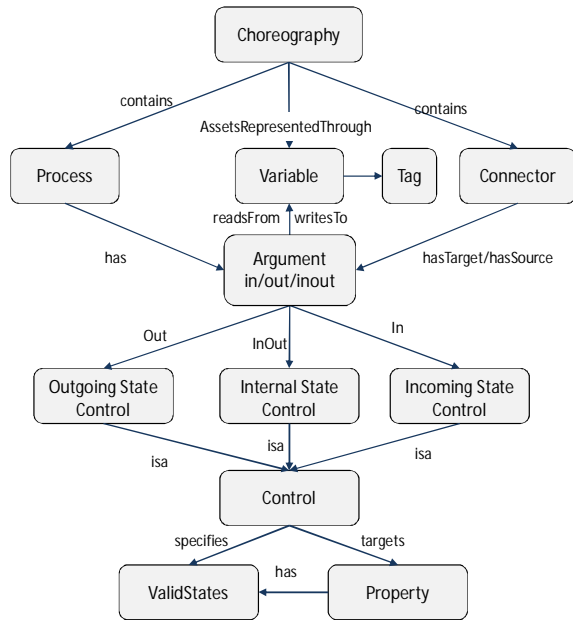 Choreography
contains
contains
AssetsRepresentedThrough
Process
Variable
Tag
Connector
readsFrom writesTo
has
Argument
in/out/inout
hasTarget/hasSource
Out
InOut
In
Outgoing State
Control
Internal State
Control
Incoming State
Control
isa
isa
isa
Control
specifies
targets
has
ValidStates
Property